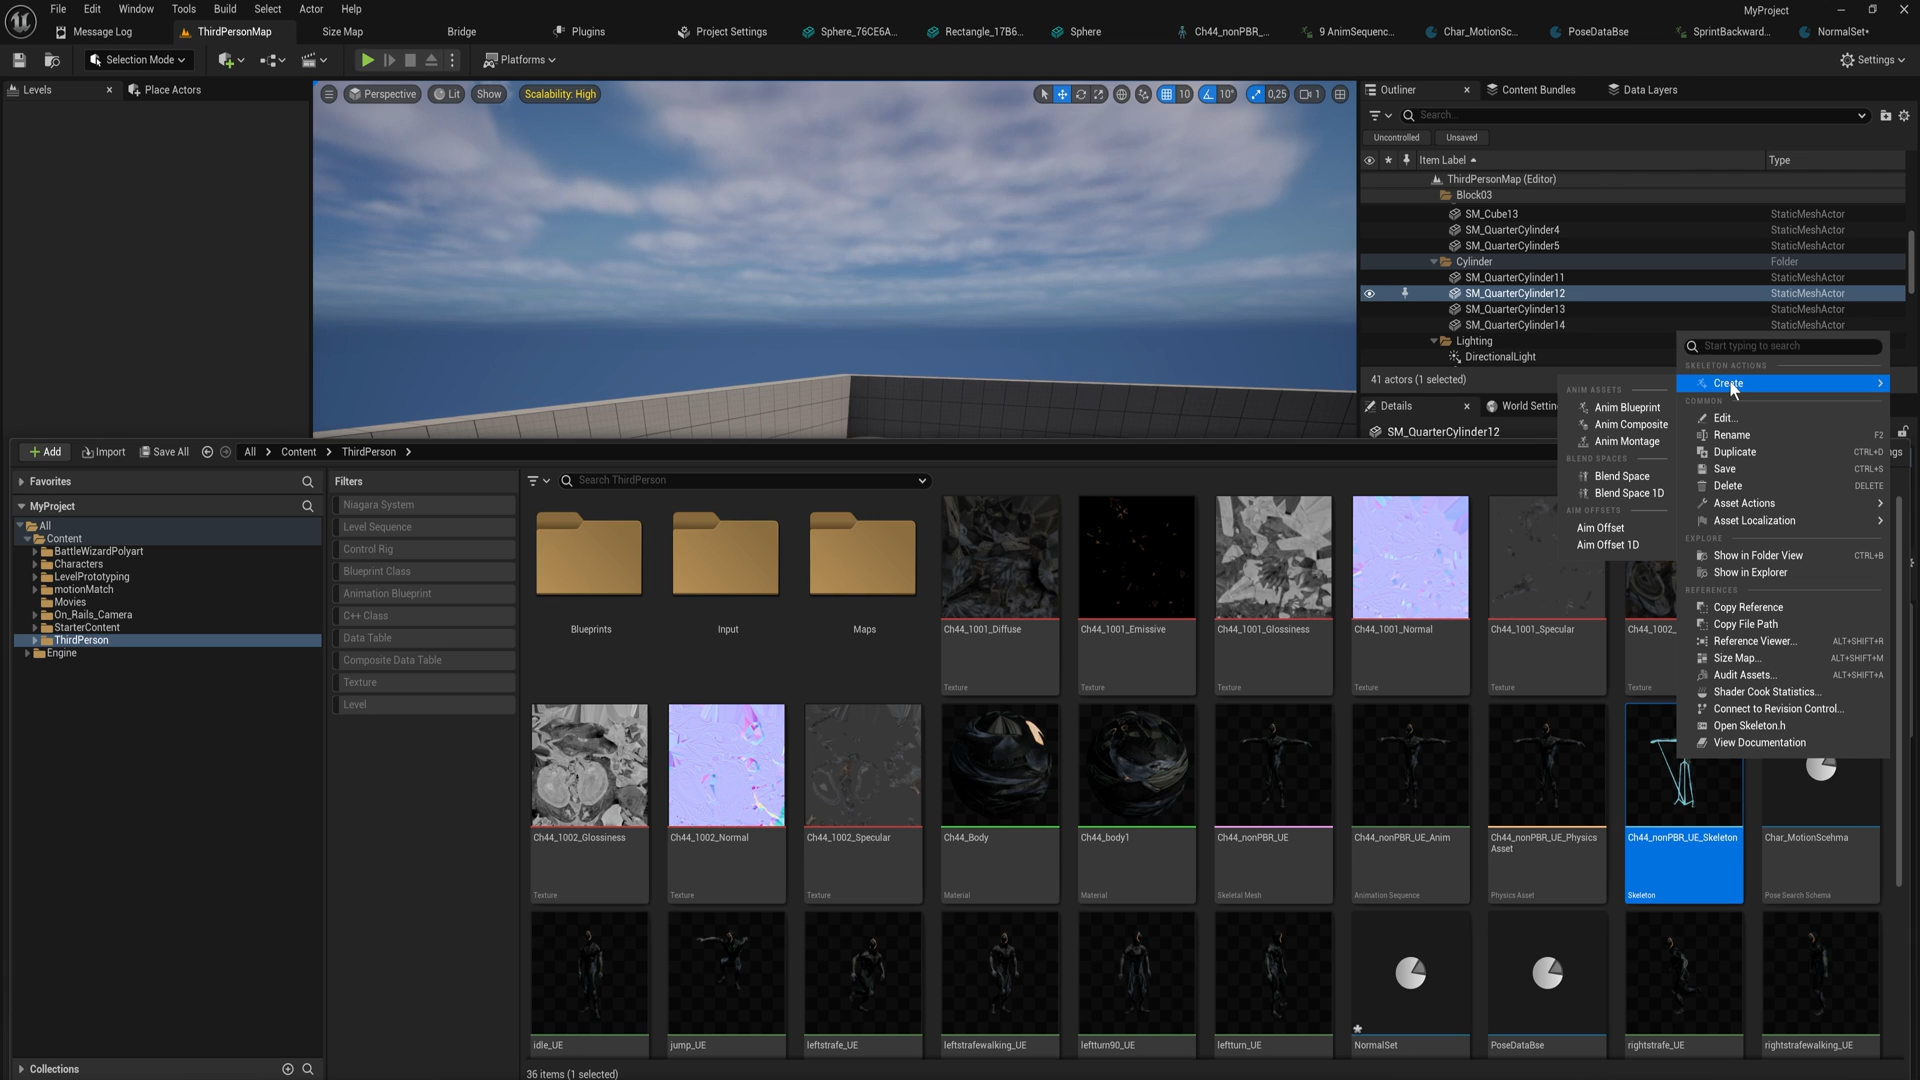 File Edit Window Tools Build Select Actor Help
MyProject
Message Log ThirdPersonMap Size Map Bridge Plugins Project Settings Sphere_76CE6A... Rectangle_17B6... Sphere Ch44_nonPBR_... 9 AnimSequenc... Char_MotionSc... PoseDataBse SprintBackward... NormalSet*
Selection Mode Platforms Settings
Levels Place Actors
Perspective Lit Show Scalability: High 10 10° 0,25 1
Outliner Content Bundles Data Layers
Search...
Uncontrolled Unsaved
Item Label Type
ThirdPersonMap (Editor)
Block03
SM_Cube13 StaticMeshActor
SM_QuarterCylinder4 StaticMeshActor
SM_QuarterCylinder5 StaticMeshActor
Cylinder Folder
SM_QuarterCylinder11 StaticMeshActor
SM_QuarterCylinder12 StaticMeshActor
SM_QuarterCylinder13 StaticMeshActor
SM_QuarterCylinder14 StaticMeshActor
Lighting
DirectionalLight
41 actors (1 selected)
Details World Settin
SM_QuarterCylinder12
Start typing to search
SKELETON ACTIONS
Create
COMMON
Edit...
Rename F2
Duplicate CTRL+D
Save CTRL+S
Delete DELETE
Asset Actions
Asset Localization
EXPLORE
Show in Folder View CTRL+B
Show in Explorer
REFERENCES
Copy Reference
Copy File Path
Reference Viewer... ALT+SHIFT+R
Size Map... ALT+SHIFT+M
Audit Assets... ALT+SHIFT+A
Shader Cook Statistics...
Connect to Revision Control...
Open Skeleton.h
View Documentation
ANIM ASSETS
Anim Blueprint
Anim Composite
Anim Montage
BLEND SPACES
Blend Space
Blend Space 1D
AIM OFFSETS
Aim Offset
Aim Offset 1D
Add Import Save All All Content ThirdPerson ngs
Favorites
MyProject
All
Content
BattleWizardPolyart
Characters
LevelPrototyping
motionMatch
Movies
On_Rails_Camera
StarterContent
ThirdPerson
Engine
Collections
Filters
Niagara System
Level Sequence
Control Rig
Blueprint Class
Animation Blueprint
C++ Class
Data Table
Composite Data Table
Texture
Level
Search ThirdPerson
Blueprints Input Maps Ch44_1001_Diffuse Ch44_1001_Emissive Ch44_1001_Glossiness Ch44_1001_Normal Ch44_1001_Specular Ch44_1002_
Texture Texture Texture Texture Texture Texture
Ch44_1002_Glossiness Ch44_1002_Normal Ch44_1002_Specular Ch44_Body Ch44_body1 Ch44_nonPBR_UE Ch44_nonPBR_UE_Anim Ch44_nonPBR_UE_Physics Ch44_nonPBR_UE_Skeleton Char_MotionScehma
Asset
Texture Texture Texture Material Material Skeletal Mesh Animation Sequence Physics Asset Skeleton Pose Search Schema
idle_UE jump_UE leftstrafe_UE leftstrafewalking_UE leftturn90_UE leftturn_UE NormalSet PoseDataBse rightstrafe_UE rightstrafewalking_UE
36 items (1 selected)